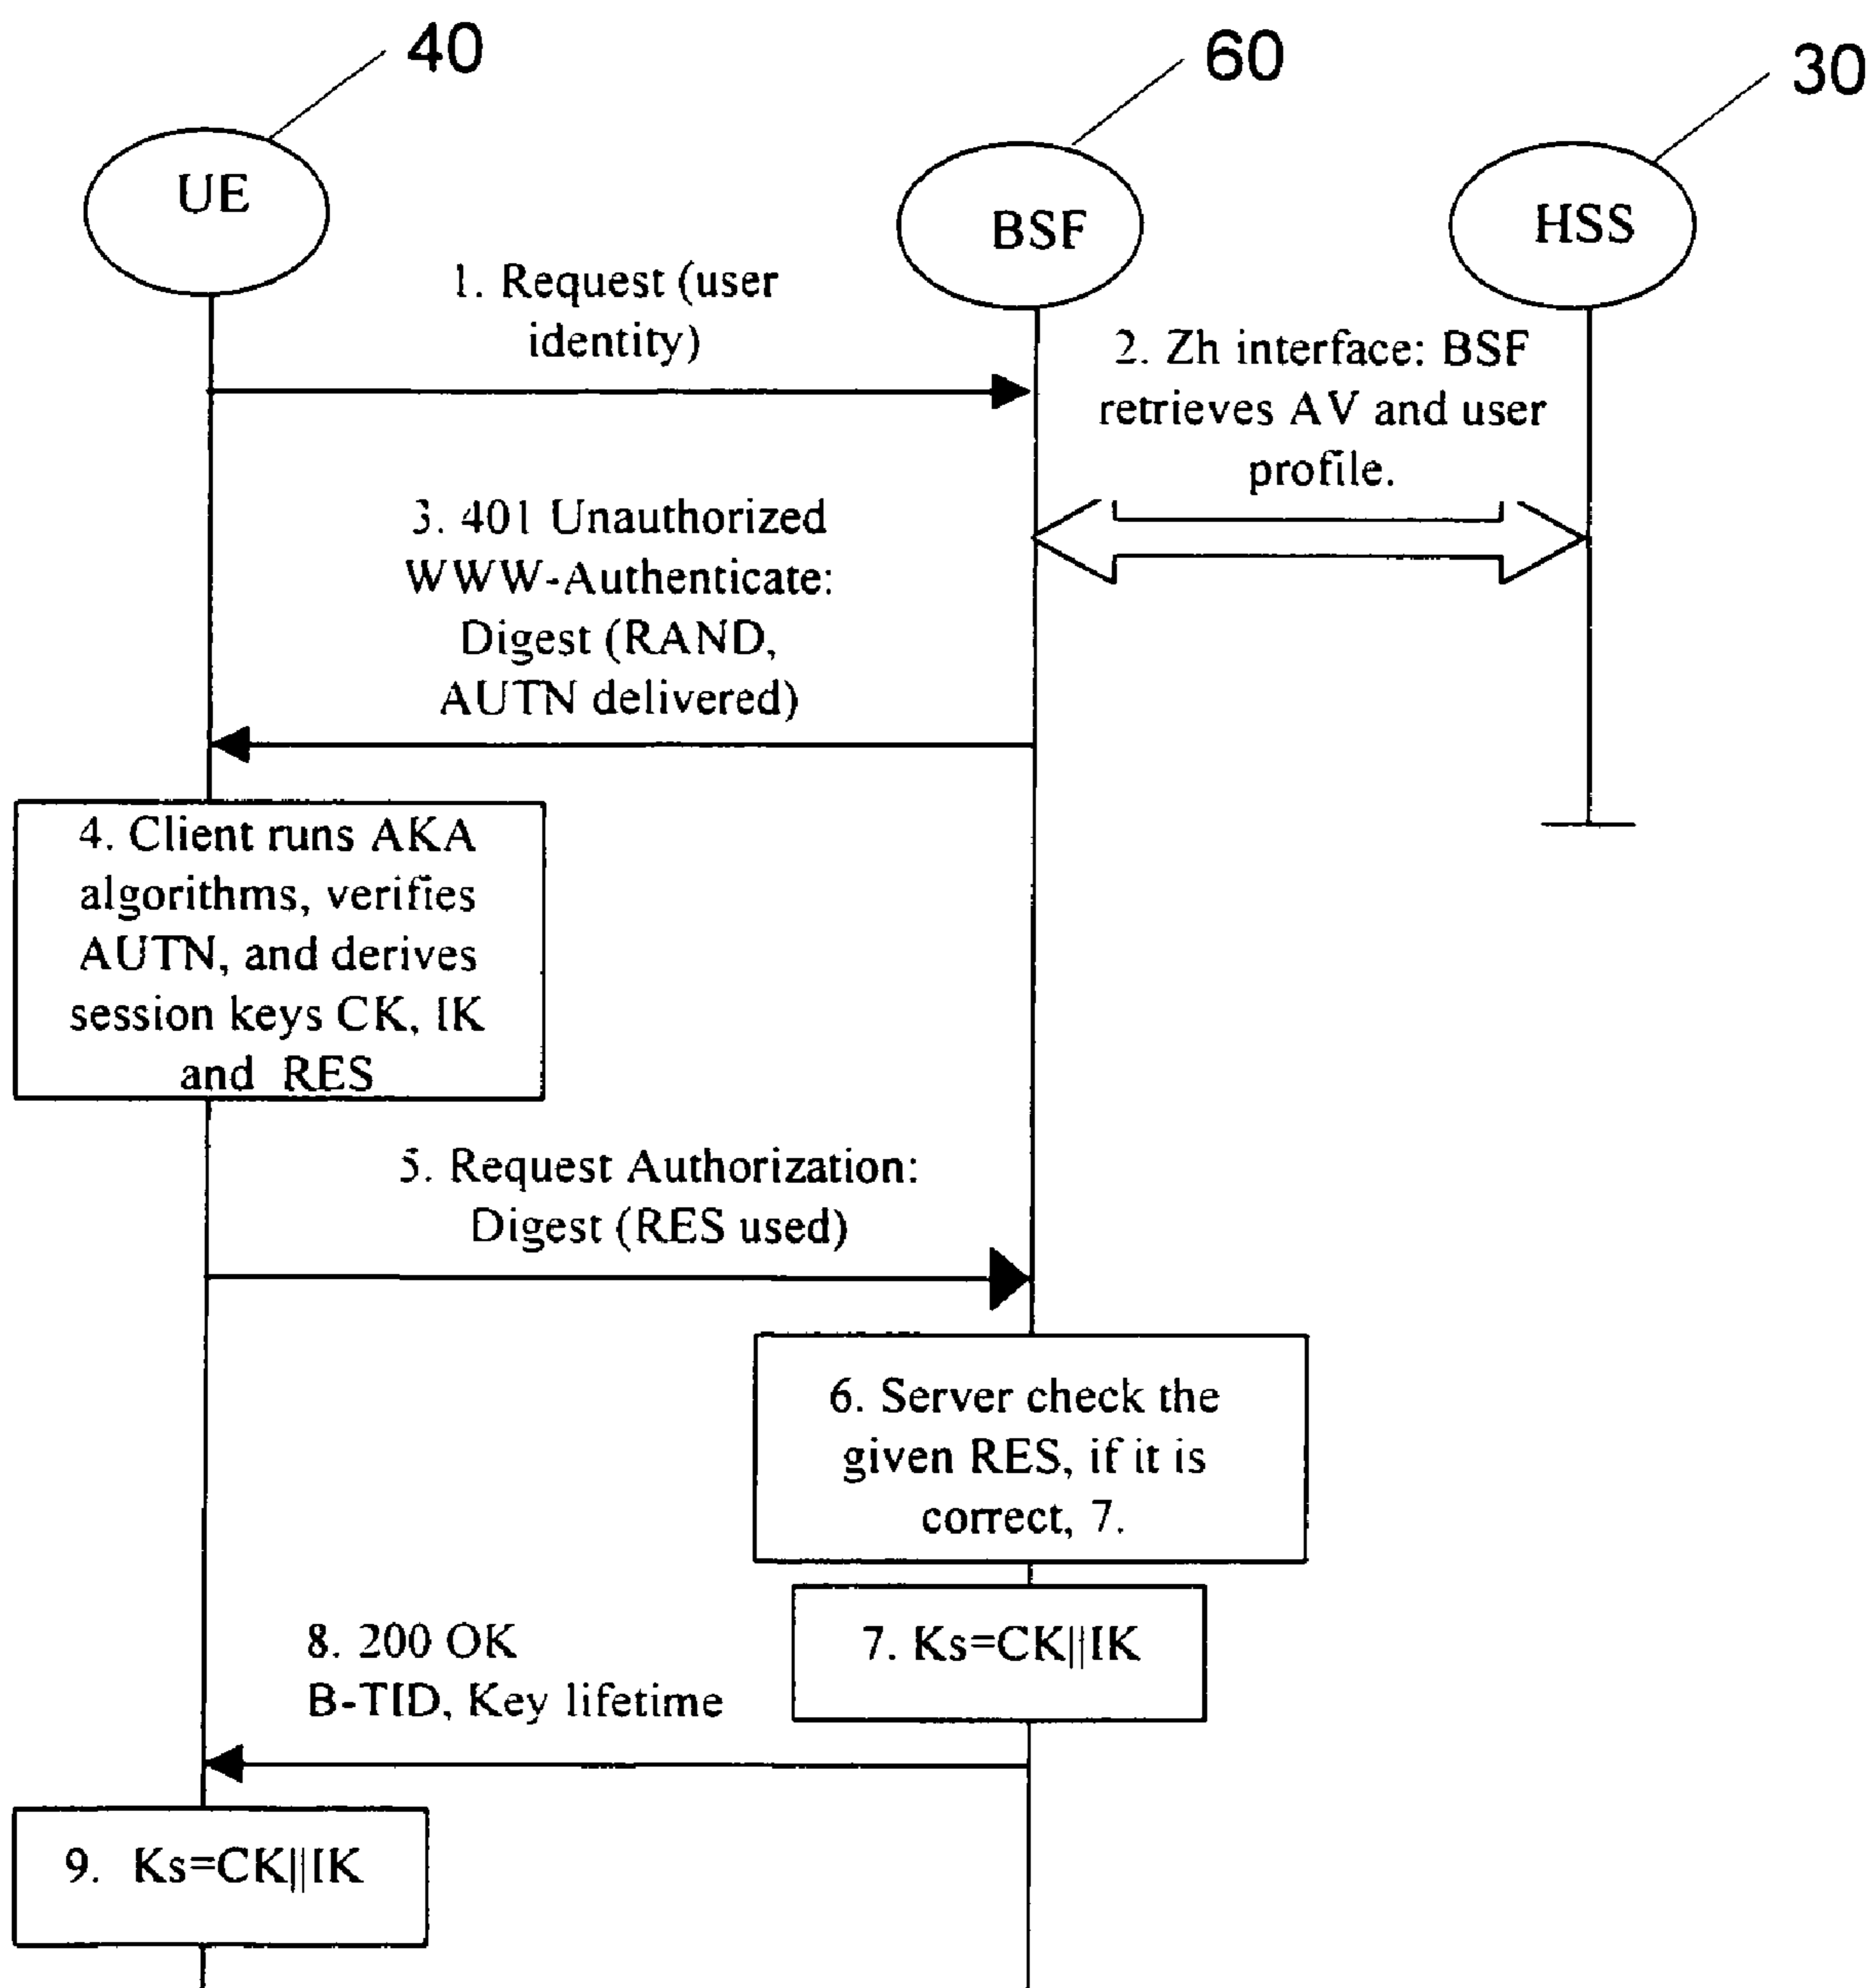 40
60
30
UE
BSF
HSS
1. Request (user
identity)
2. Zh interface: BSF
retrieves AV and user
profile.
3. 401 Unauthorized
WWW-Authenticate:
Digest (RAND,
AUTN delivered)
4. Client runs AKA
algorithms, verifies
AUTN, and derives
session keys CK, IK
and RES
5. Request Authorization:
Digest (RES used)
6. Server check the
given RES, if it is
correct, 7.
7. Ks=CK||IK
8. 200 OK
B-TID, Key lifetime
9. Ks=CK||IK